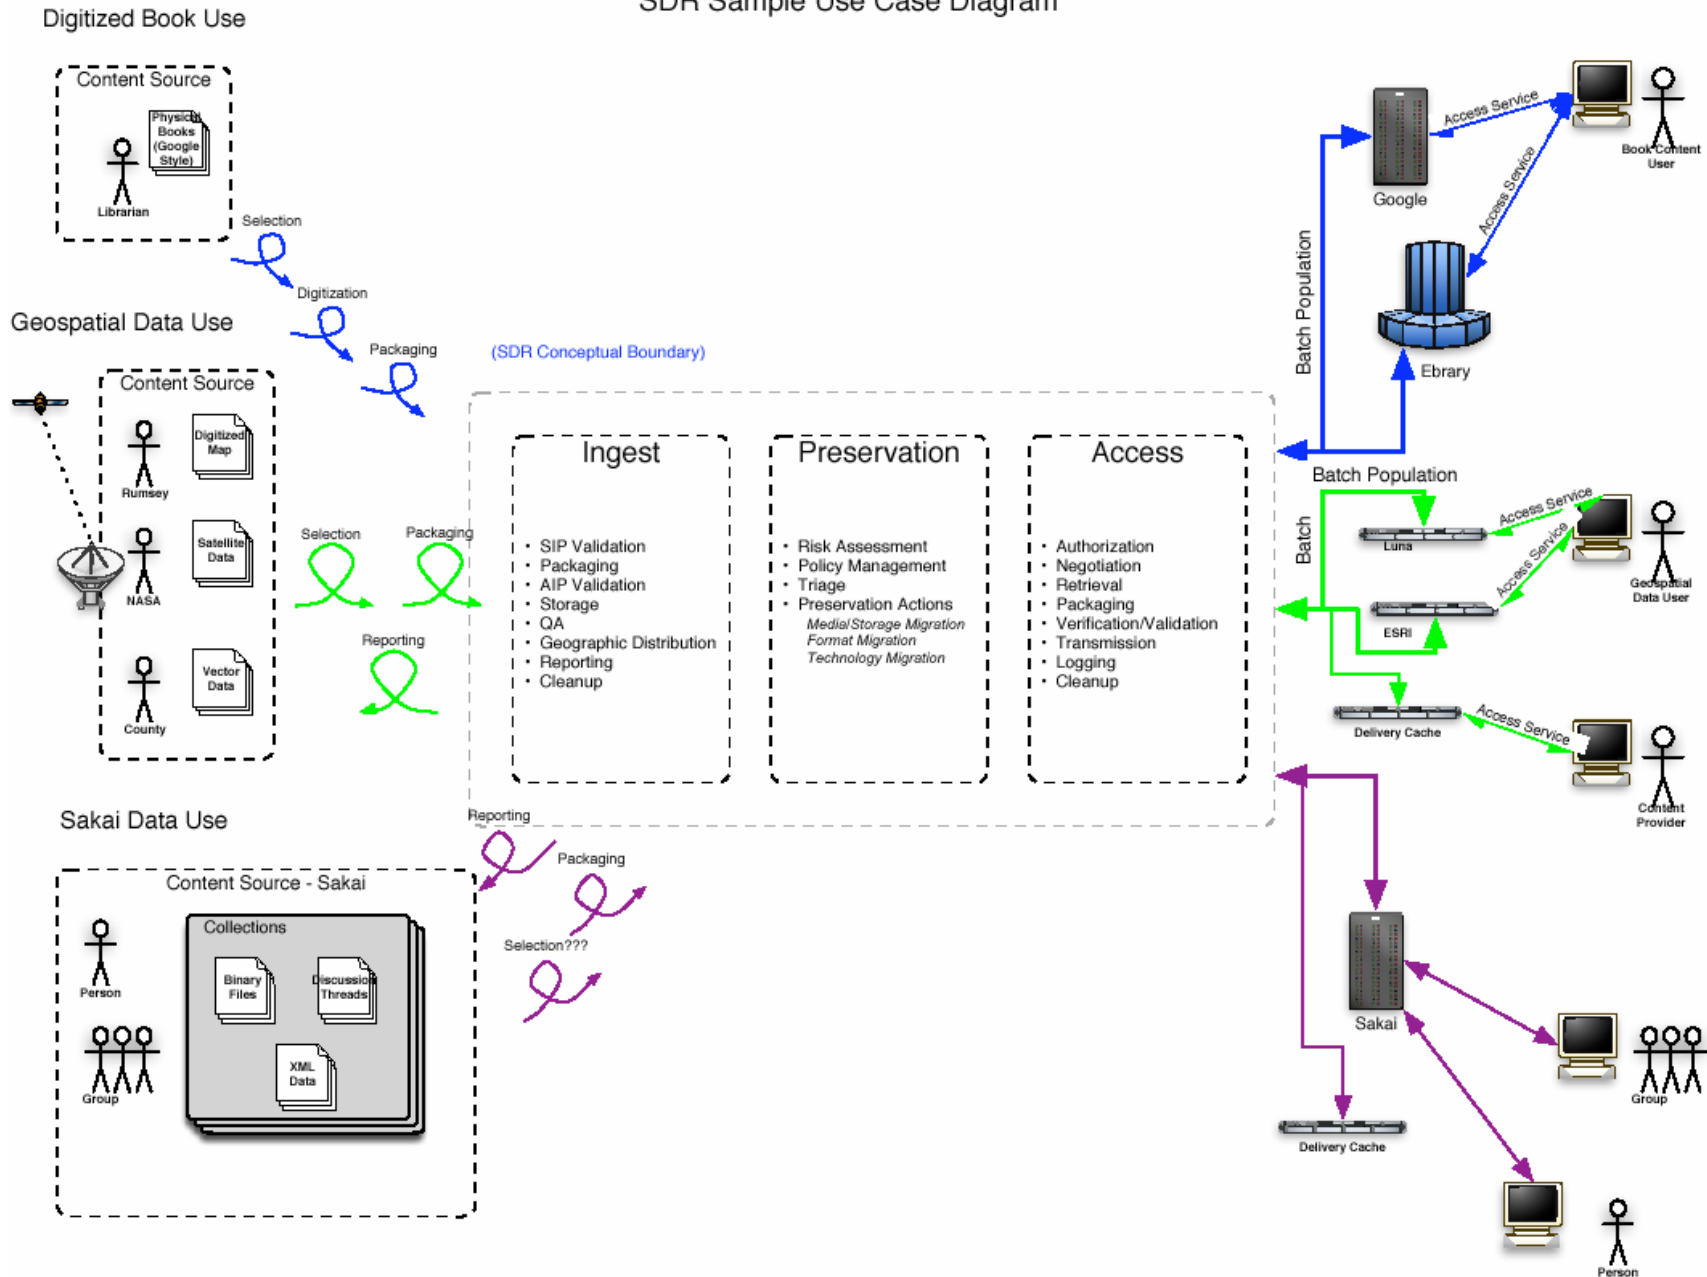 SDR Sample Use Case Diagram
Digitized Book Use
Content Source
Physical
Books
(Google
Style)
Librarian
Selection
Digitization
Packaging
Geospatial Data Use
Content Source
Digitized
Map
Rumsey
Satellite
Data
NASA
Vector
Data
County
Selection
Packaging
Reporting
(SDR Conceptual Boundary)
Ingest
• SIP Validation
• Packaging
• AIP Validation
• Storage
• QA
• Geographic Distribution
• Reporting
• Cleanup
Preservation
• Risk Assessment
• Policy Management
• Triage
• Preservation Actions
Media/Storage Migration
Format Migration
Technology Migration
Access
• Authorization
• Negotiation
• Retrieval
• Packaging
• Verification/Validation
• Transmission
• Logging
• Cleanup
Sakai Data Use
Content Source - Sakai
Person
Group
Collections
Binary
Files
Discussion
Threads
XML
Data
Reporting
Packaging
Selection???
Batch Population
Google
Access Service
Access Service
Book Content
User
Ebrary
Batch Population
Batch
Luna
Access Service
Access Service
Geospatial
Data User
ESRI
Delivery Cache
Access Service
Content
Provider
Sakai
Group
Delivery Cache
Person